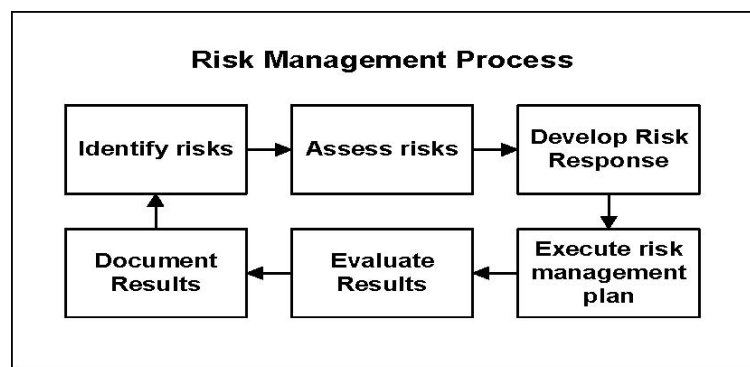 Risk Management Process
Identify risks
Assess risks
Develop Risk
Response
Document
Results
Evaluate
Results
Execute risk
management
plan